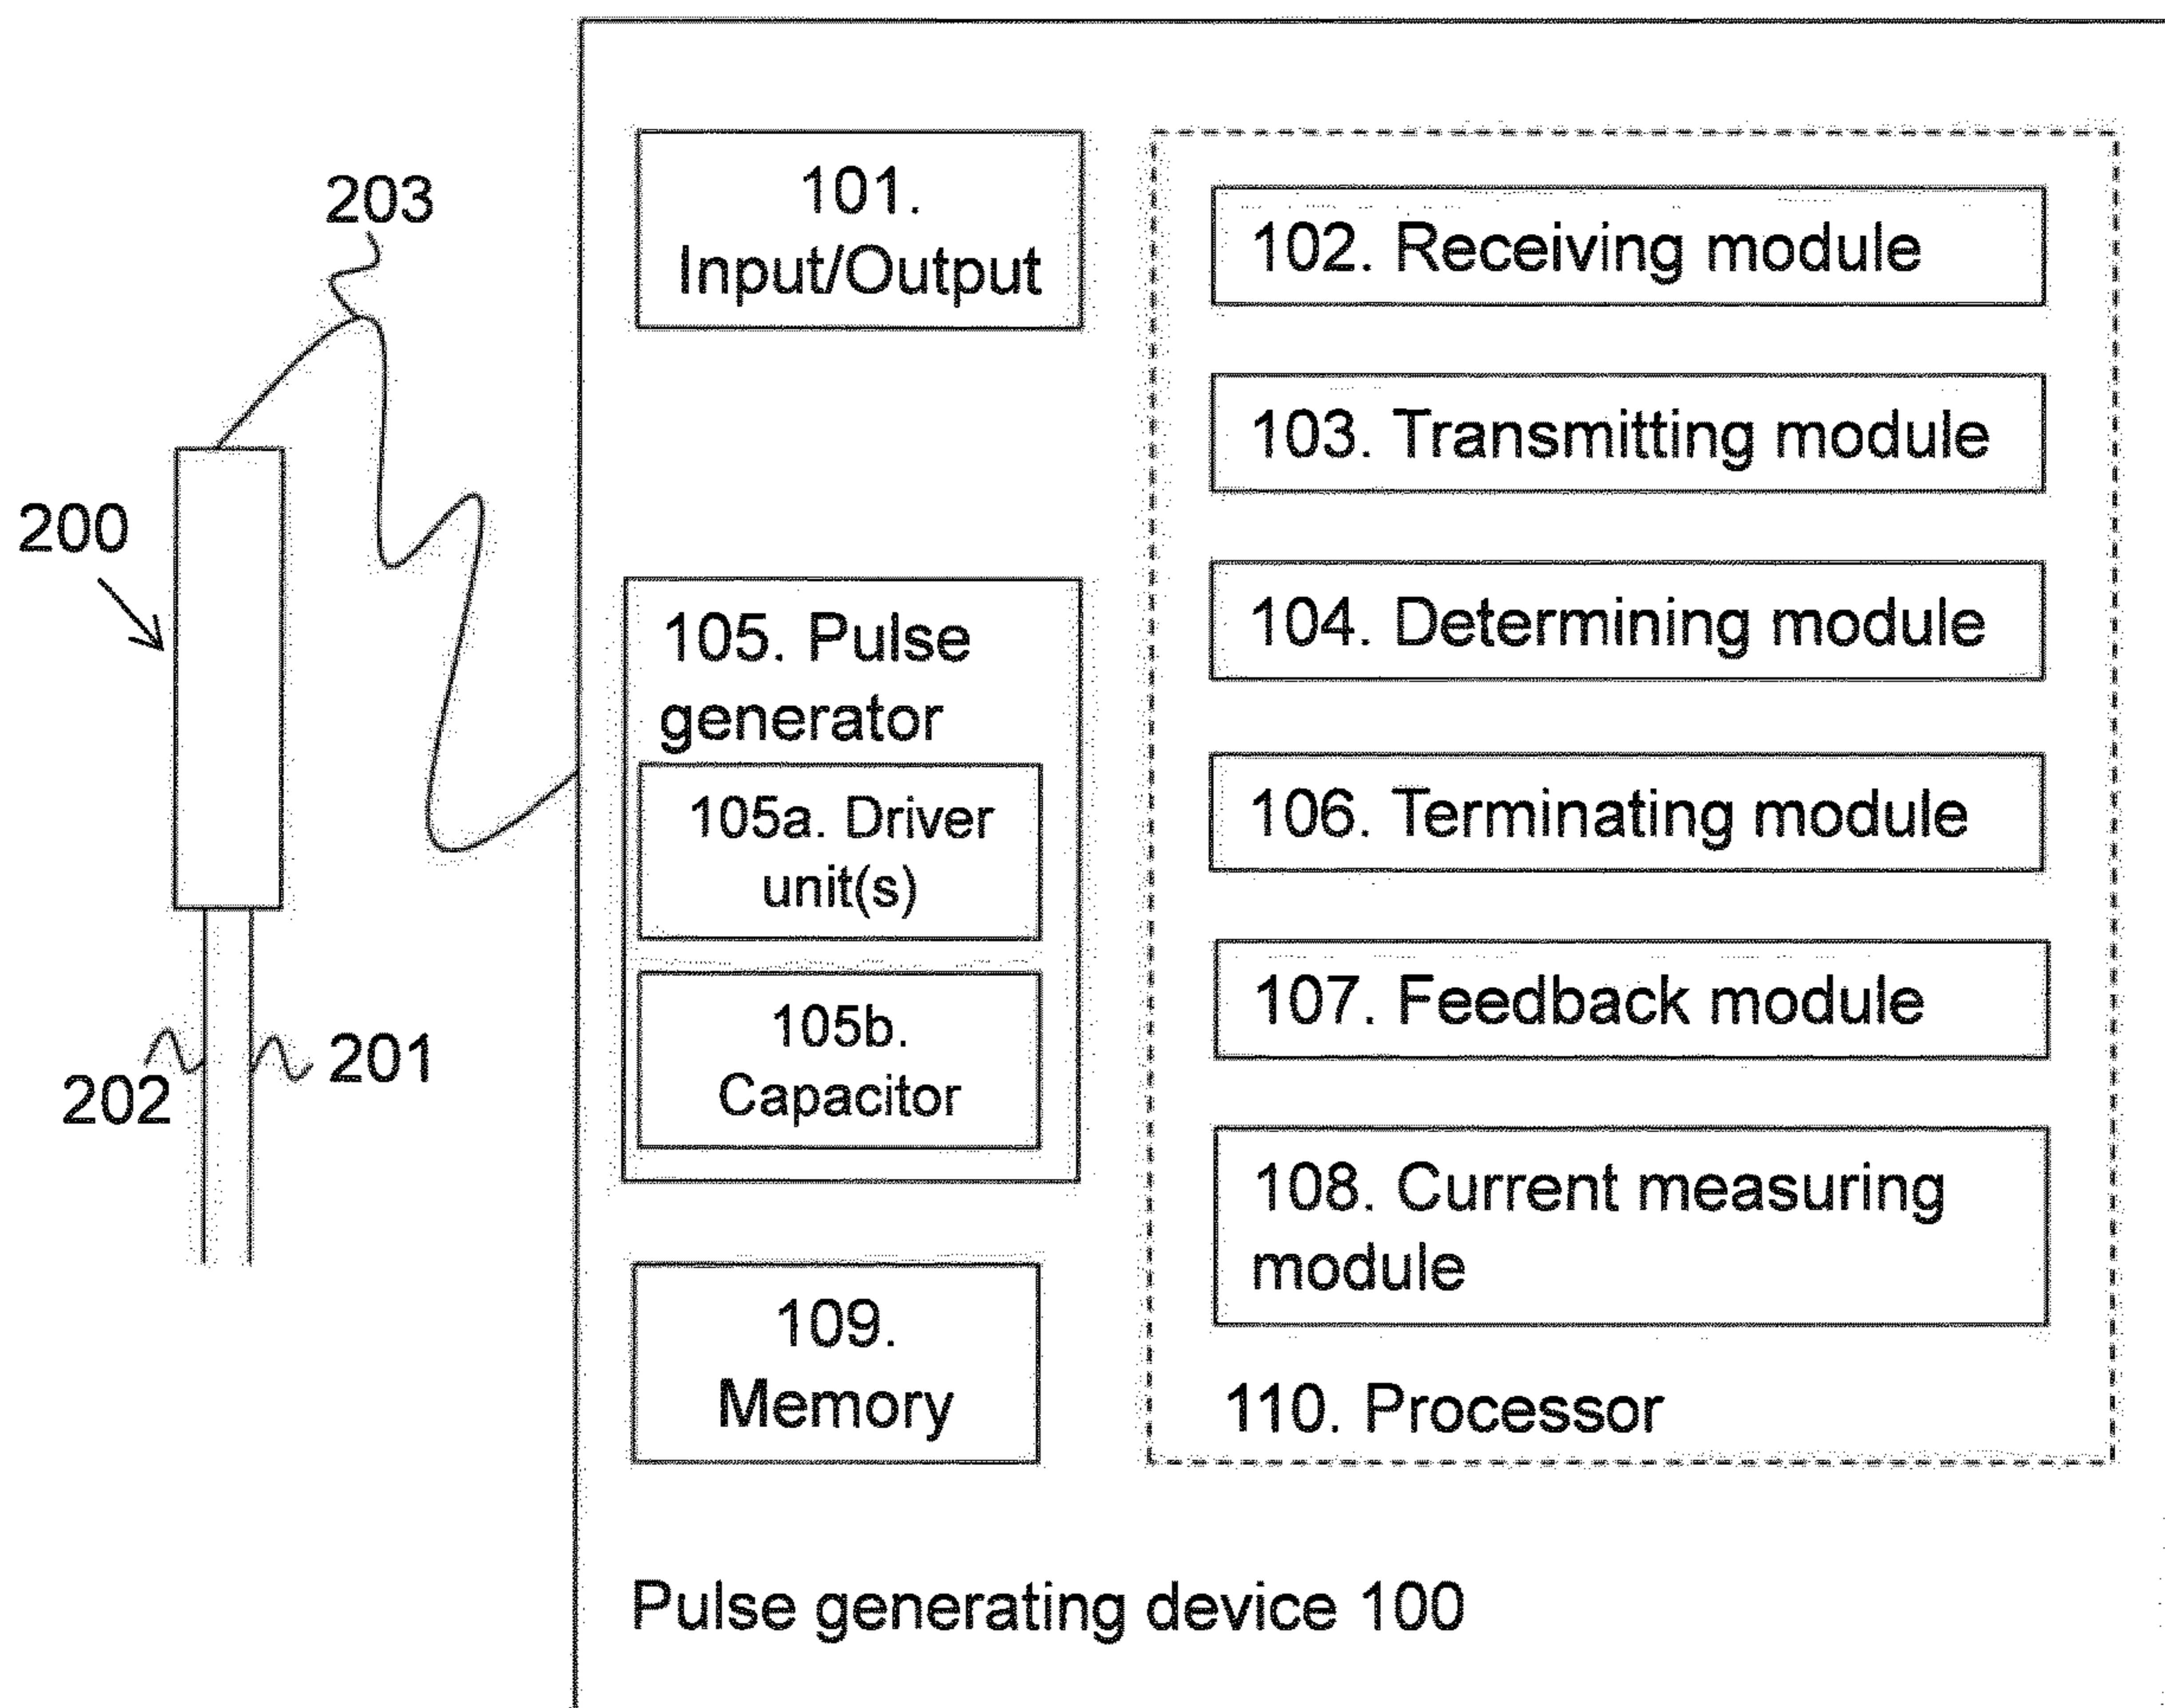 203
200
202
201
101.
Input/Output
105. Pulse
generator
105a. Driver
unit(s)
105b.
Capacitor
109.
Memory
102. Receiving module
103. Transmitting module
104. Determining module
106. Terminating module
107. Feedback module
108. Current measuring
module
110. Processor
Pulse generating device 100